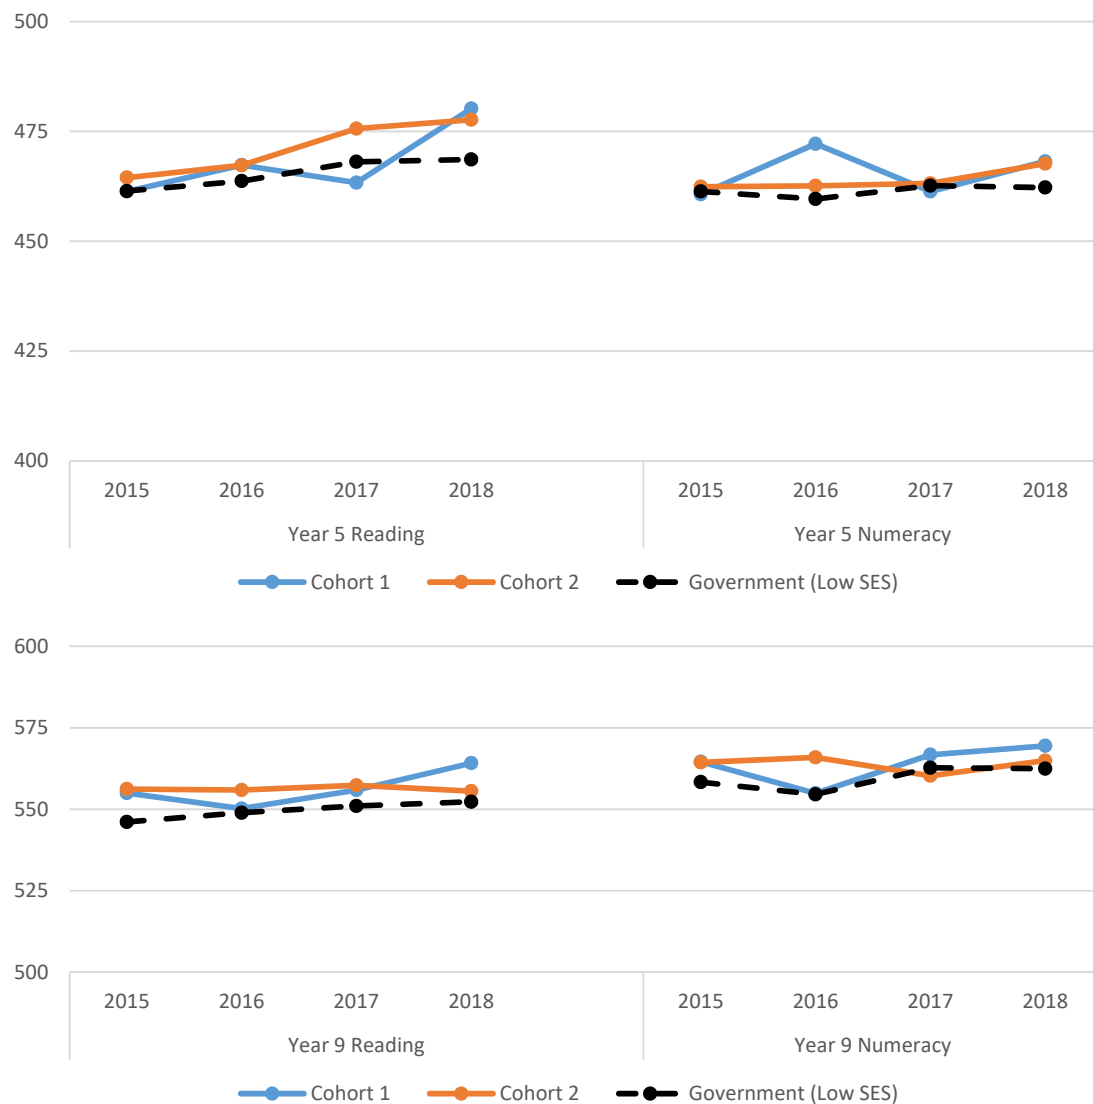 500
475
450
425
400
2015 2016 2017 2018 2015 2016 2017 2018
Year 5 Reading Year 5 Numeracy
Cohort 1 Cohort 2 Government (Low SES)
600
575
550
525
500
2015 2016 2017 2018 2015 2016 2017 2018
Year 9 Reading Year 9 Numeracy
Cohort 1 Cohort 2 Government (Low SES)